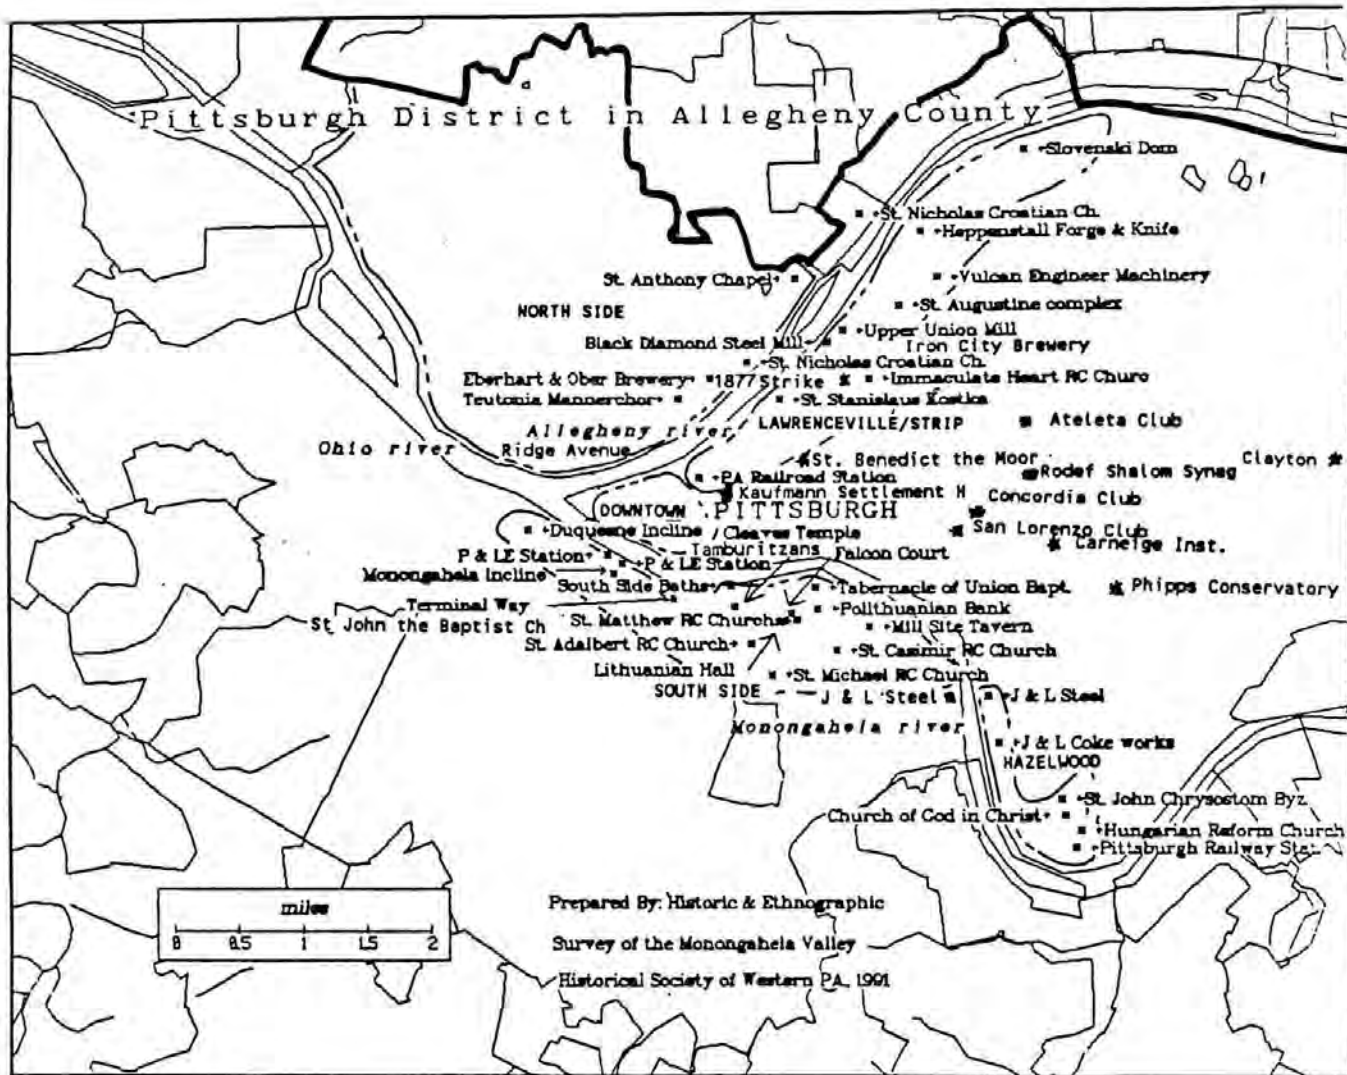 Pittsburgh District in Allegheny County
Slovenski Dom
St. Nicholas Croatian Ch.
Heppenstall Forge & Knife
St. Anthony Chapel
Vulcan Engineer Machinery
NORTH SIDE
St. Augustine complex
Upper Union Mill
Black Diamond Steel Mill
Iron City Brewery
St. Nicholas Croatian Ch.
Eberhart & Ober Brewery
1877 Strike
Immaculate Heart RC Churc
Teutonia Mannerchor
St. Stanislaus Kostka
LAWRENCEVILLE/STRIP
Ateleta Club
Allegheny river
Ohio river
Ridge Avenue
St. Benedict the Moor
Clayton
Rodef Shalom Synag
PA Railroad Station
Kaufmann Settlement H
Concordia Club
DOWNTOWN
PITTSBURGH
San Lorenzo Club
Duquesne Incline
Cleaves Temple
Carneige Inst.
Tamburitzans
Falcon Court
P & LE Station
P & LE Station
Monongahela Incline
South Side Baths
Tabernacle of Union Bapt.
Phipps Conservatory
Terminal Way
St. Matthew RC Church
Polithuanian Bank
St John the Baptist Ch
Mill Site Tavern
St. Adalbert RC Church
St. Casimir RC Church
Lithuanian Hall
St. Michael RC Church
SOUTH SIDE
J & L Steel
J & L Steel
Monongahela river
J & L Coke works
HAZELWOOD
St. John Chrysostom Byz
Church of God in Christ
Hungarian Reform Church
Pittsburgh Railway Stat
miles
0 0.5 1 1.5 2
Prepared By: Historic & Ethnographic
Survey of the Monongahela Valley
Historical Society of Western PA, 1991